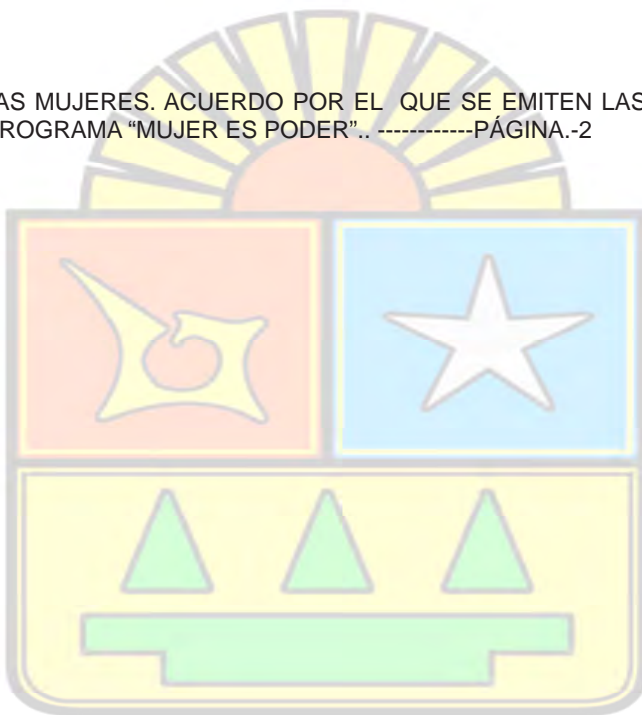 AS MUJERES. ACUERDO POR EL QUE SE EMITEN LAS
ROGRAMA “MUJER ES PODER”.. ------------PÁGINA.-2